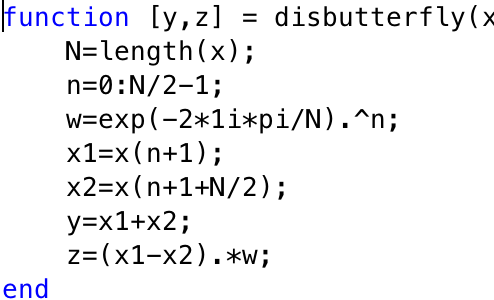 function [y,z] = disbutterfly(x
N=length(x);
n=0:N/2-1;
w=exp(-2*1i*pi/N).^n;
x1=x(n+1);
x2=x(n+1+N/2);
y=x1+x2;
z=(x1-x2).*w;
end